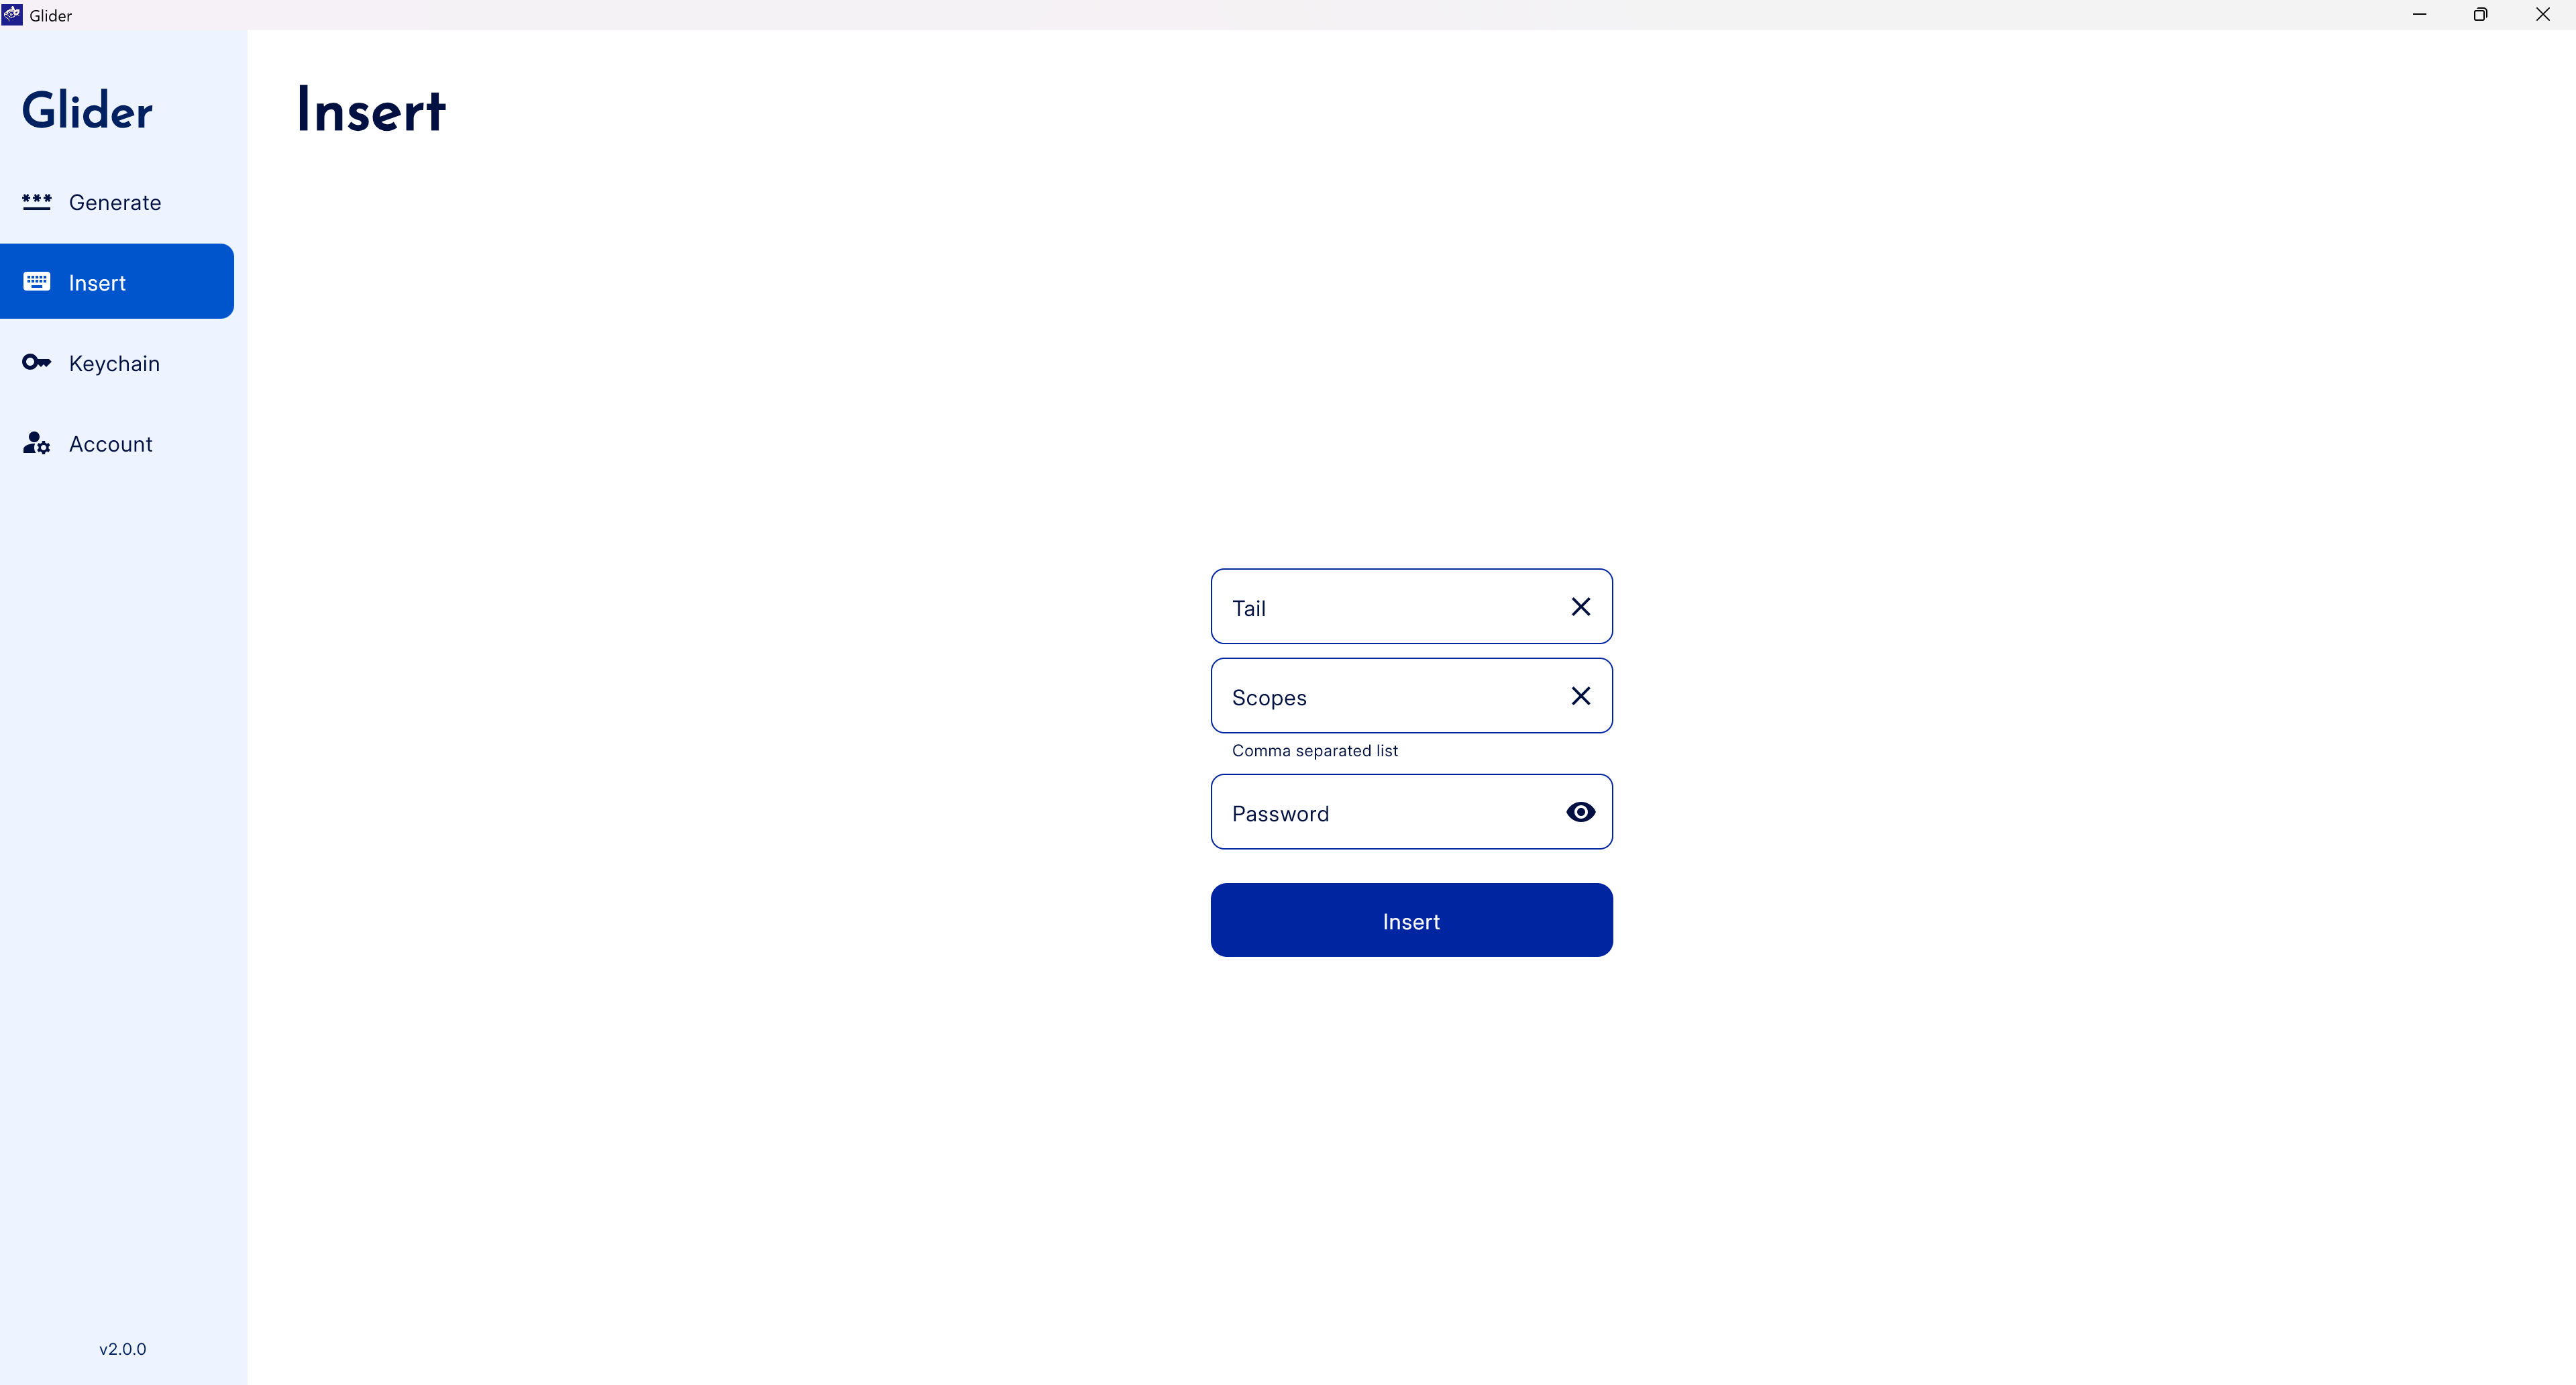 Glider
Glider
Generate
Insert
Keychain
Account
v2.0.0
Insert
Tail
Scopes
Comma separated list
Password
Insert